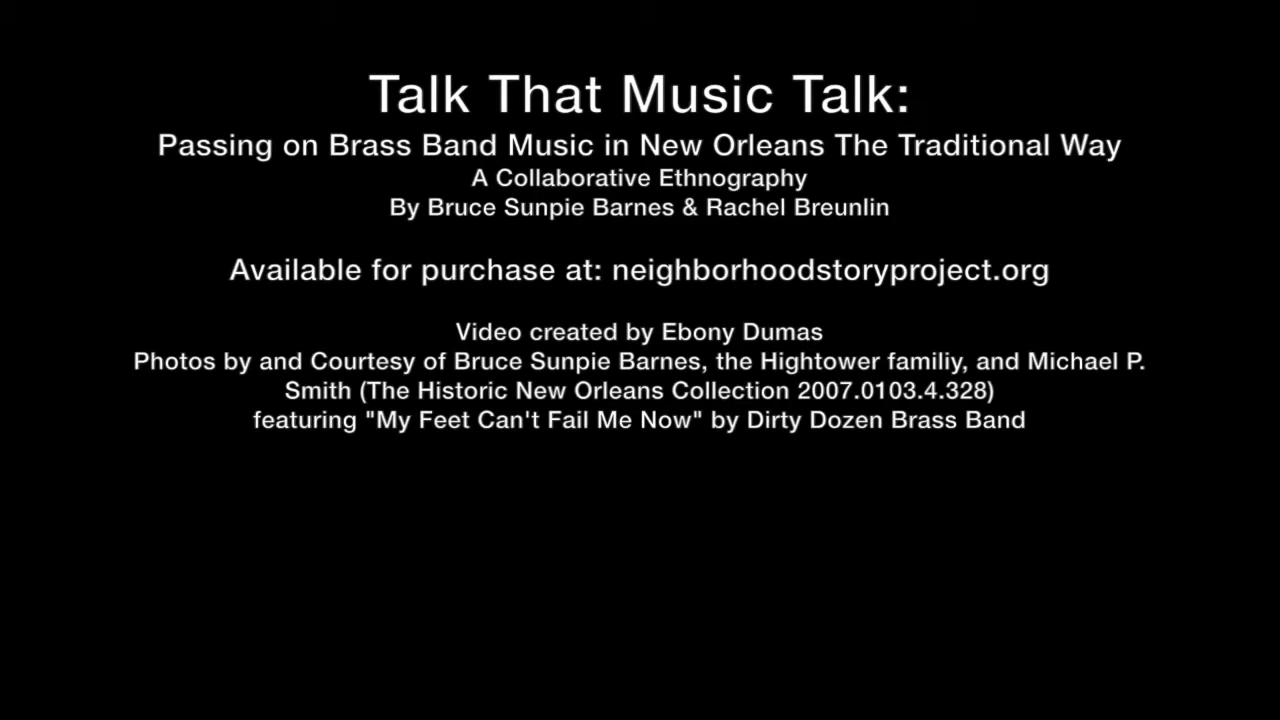 Talk That Music Talk:
Passing on Brass Band Music in New Orleans The Traditional Way
A Collaborative Ethnography
By Bruce Sunpie Barnes & Rachel Breunlin
Available for purchase at: neighborhoodstoryproject.org
Video created by Ebony Dumas
Photos by and Courtesy of Bruce Sunpie Barnes, the Hightower familiy, and Michael P.
Smith (The Historic New Orleans Collection 2007.0103.4.328)
featuring "My Feet Can't Fail Me Now" by Dirty Dozen Brass Band